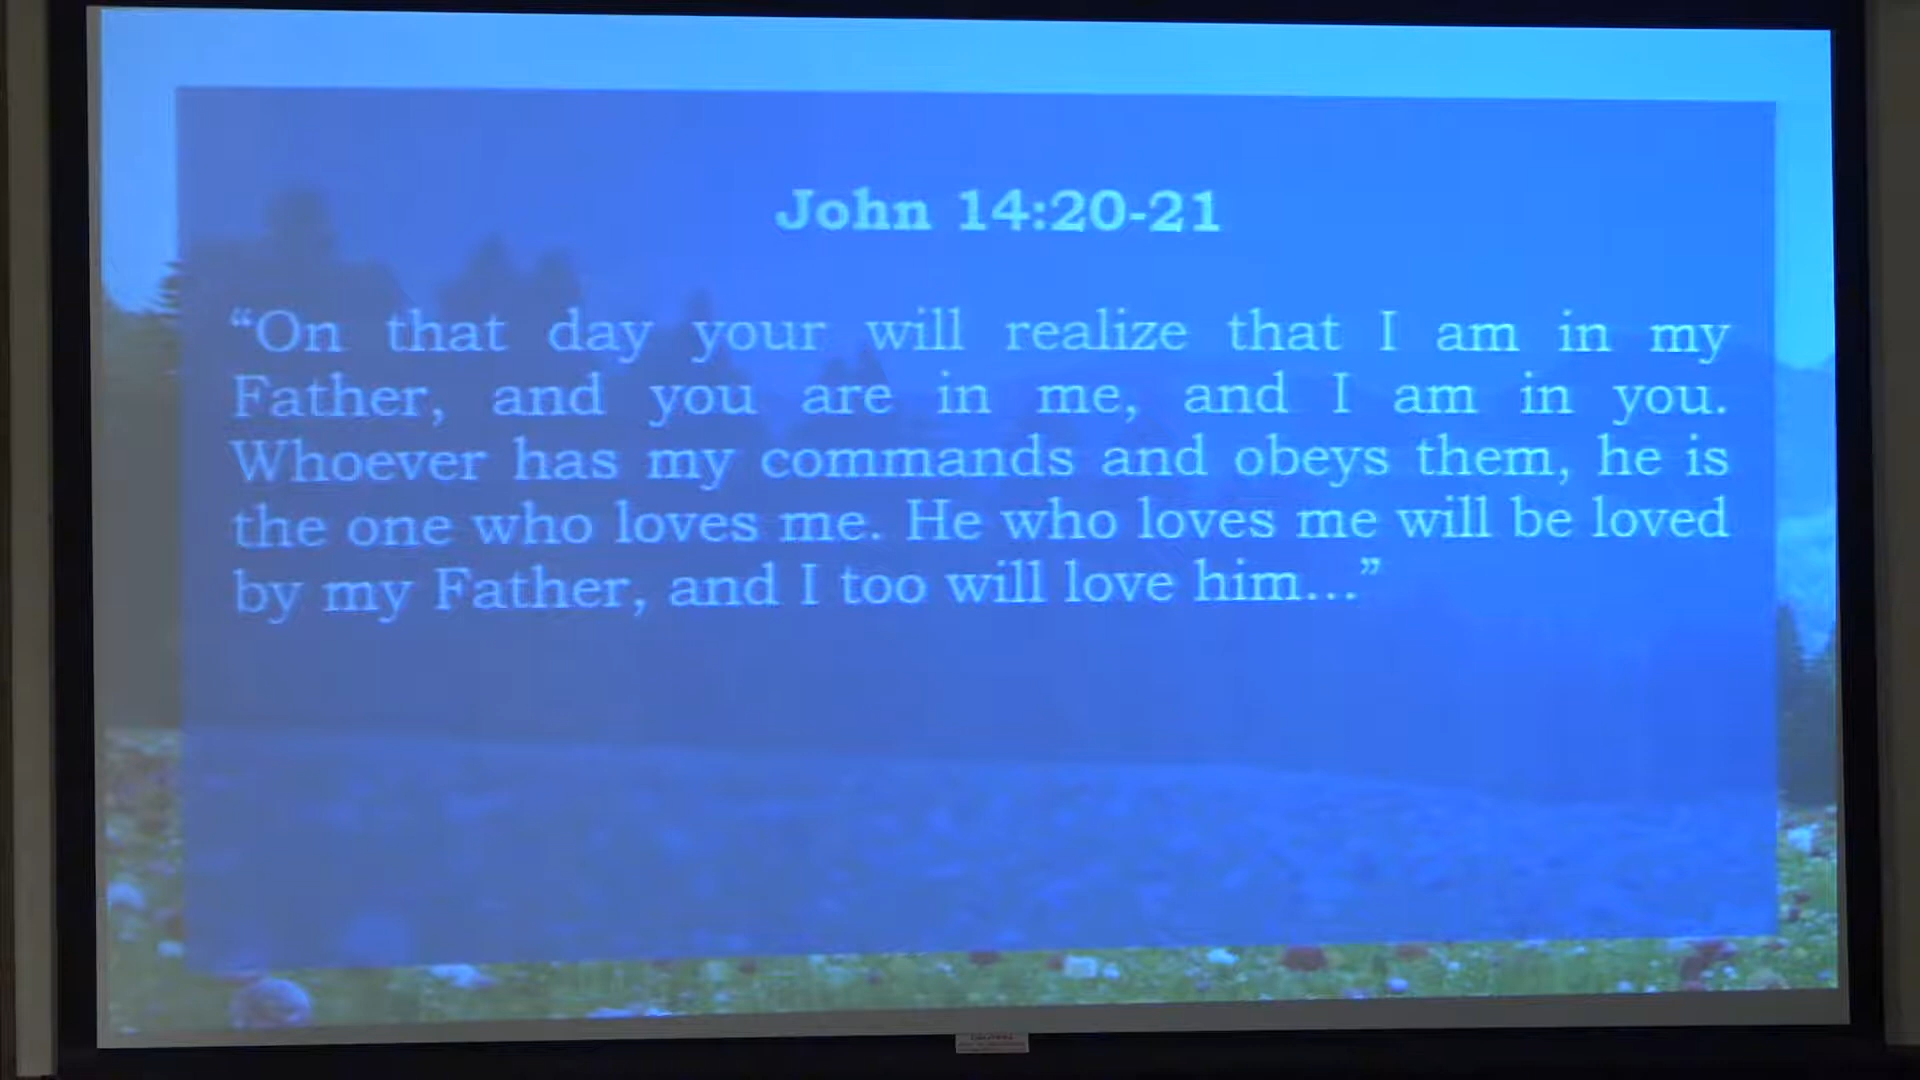 John 14:20-21
“On that day your will realize that I am in my
Father, and you are in me, and I am in you.
Whoever has my commands and obeys them, he is
the one who loves me. He who loves me will be loved
by my Father, and I too will love him...”